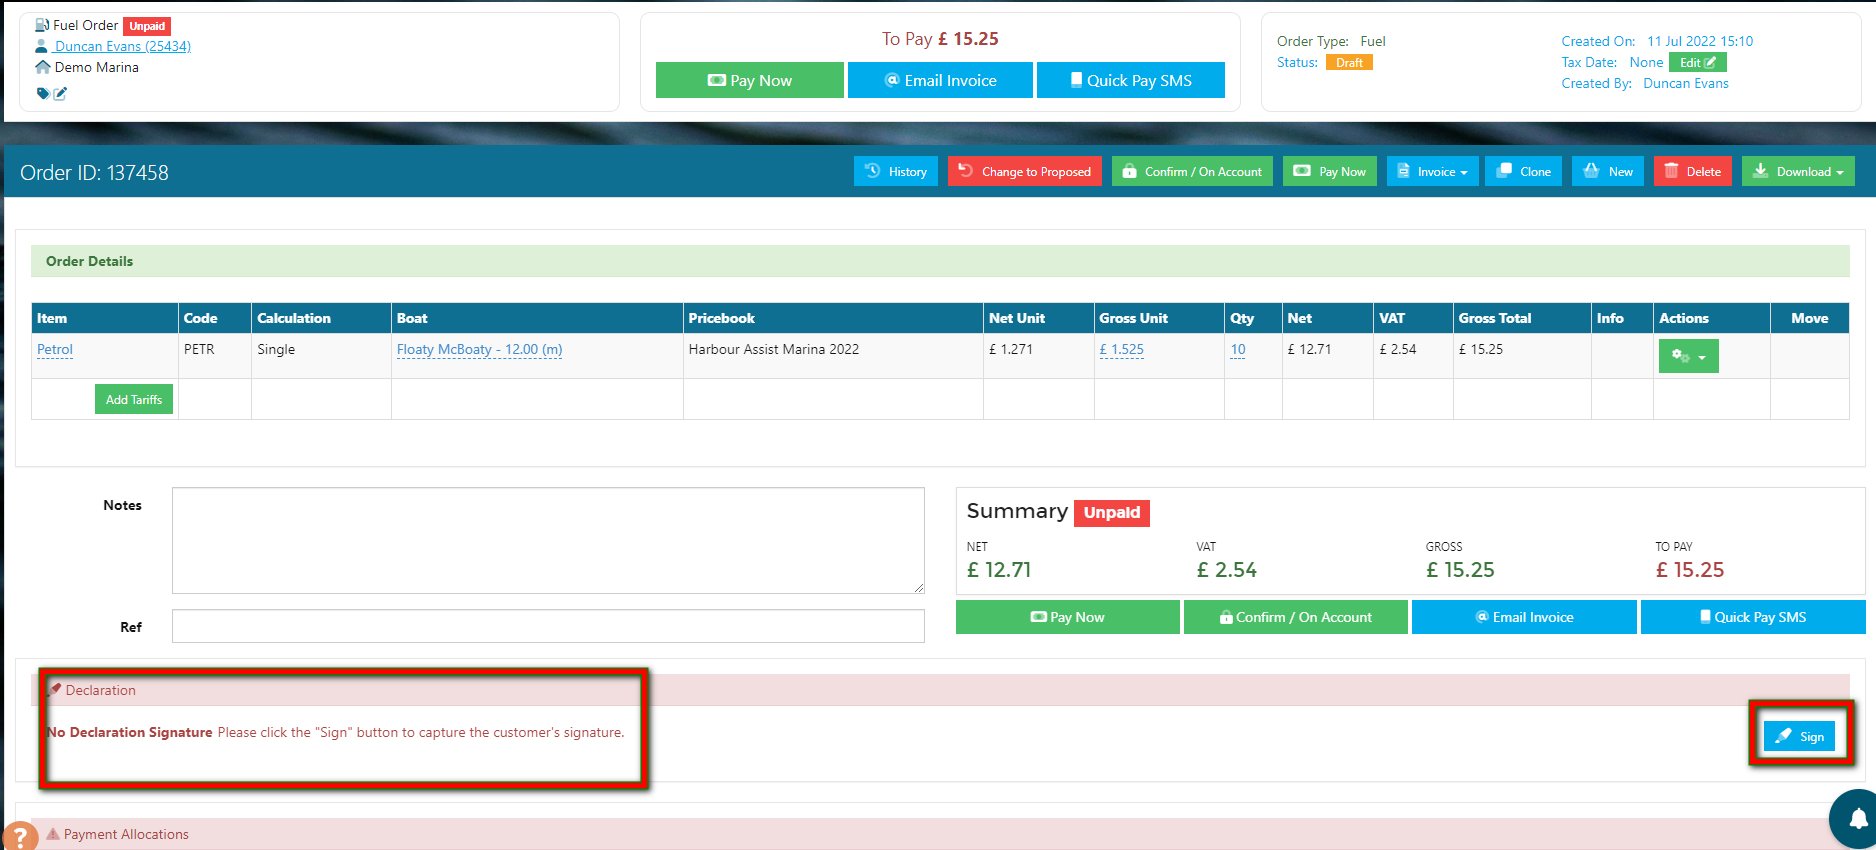 Fuel Order Unpaid
Duncan Evans (25434)
Demo Marina
To Pay £ 15.25
Pay Now Email Invoice Quick Pay SMS
Order Type: Fuel
Status: Draft
Created On: 11 Jul 2022 15:10
Tax Date: None Edit
Created By: Duncan Evans
Order ID: 137458
History Change to Proposed Confirm / On Account Pay Now Invoice Clone New Delete Download
Order Details
Item Code Calculation Boat Pricebook Net Unit Gross Unit Qty Net VAT Gross Total Info Actions Move
Petrol PETR Single Floaty McBoaty - 12.00 (m) Harbour Assist Marina 2022 £ 1.271 £ 1.525 10 £ 12.71 £ 2.54 £ 15.25
Add Tariffs
Notes
Ref
Summary Unpaid
NET VAT GROSS TO PAY
£ 12.71 £ 2.54 £ 15.25 £ 15.25
Pay Now Confirm / On Account Email Invoice Quick Pay SMS
Declaration
No Declaration Signature Please click the "Sign" button to capture the customer's signature.
Sign
Payment Allocations